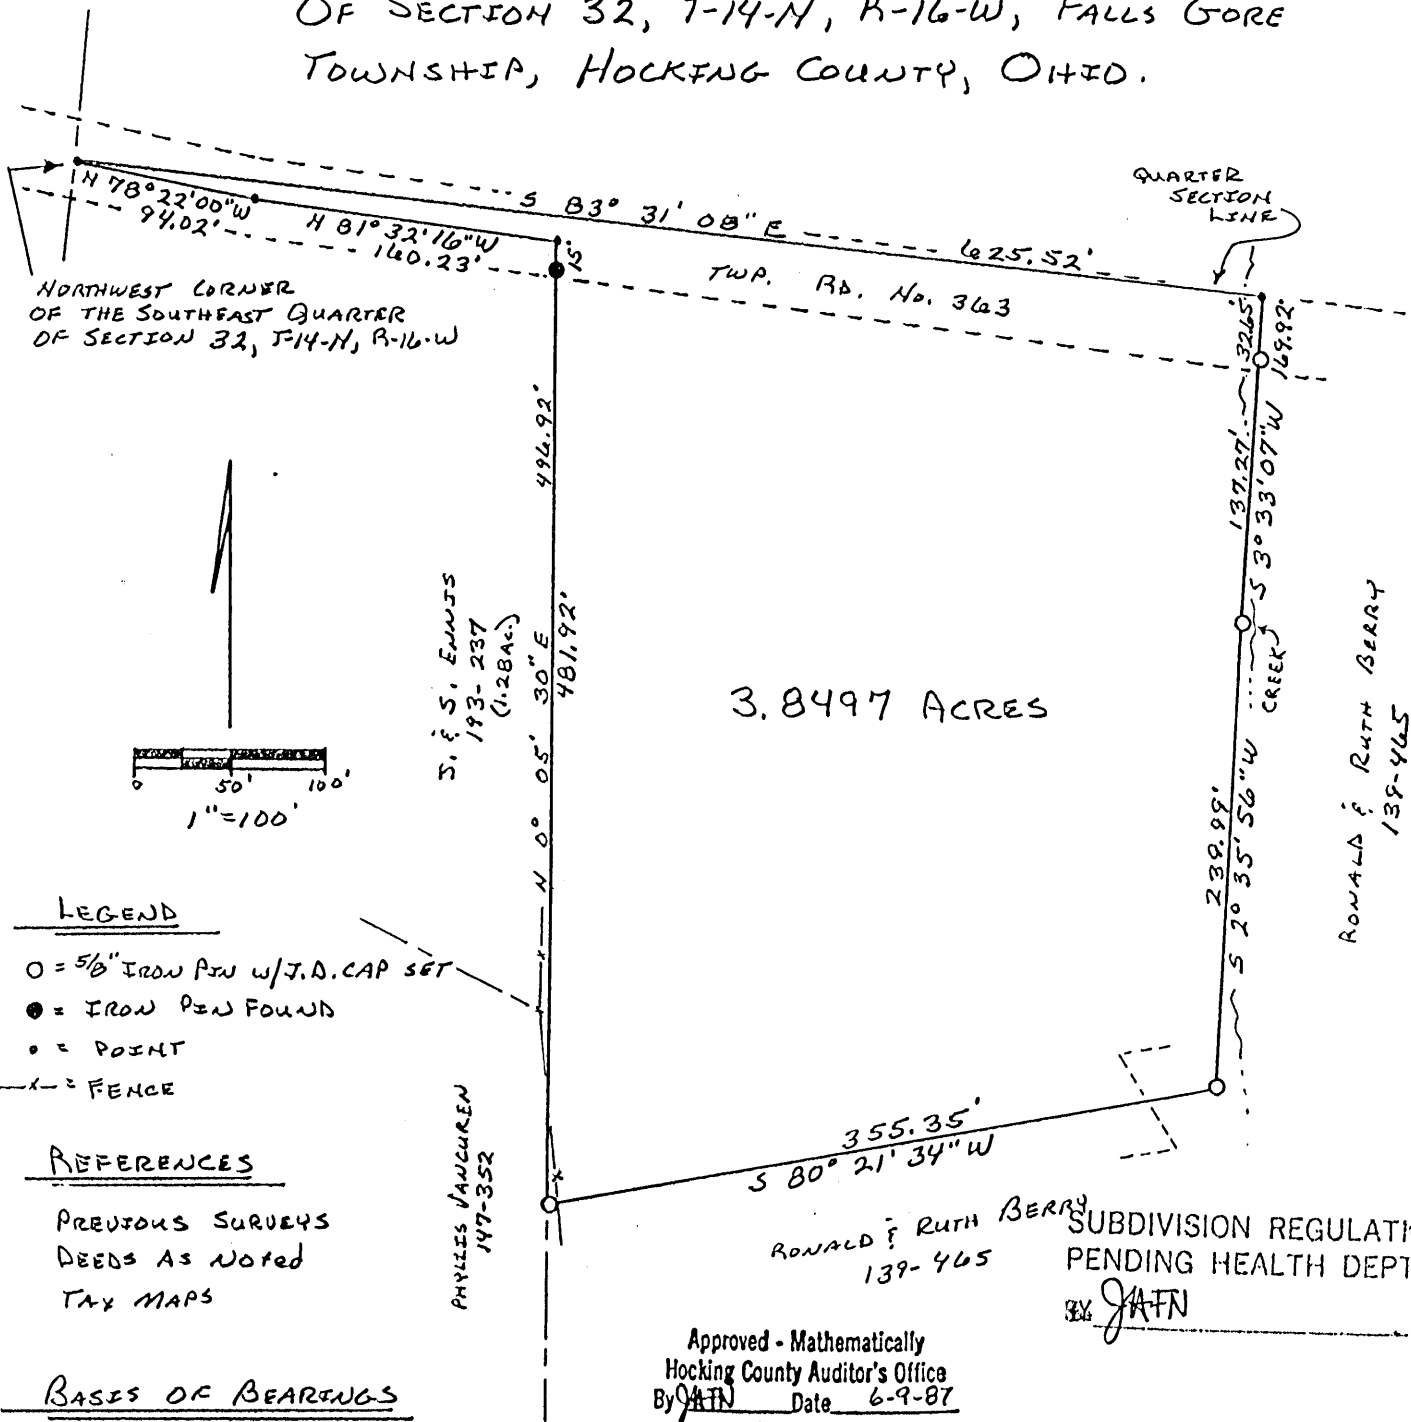 OF SECTION 32, T-14-N, R-16-W, FALLS GORE
TOWNSHIP, HOCKING COUNTY, OHIO.
QUARTER
SECTION
LINE
N 78° 22' 00" W
94.02'
N 81° 32' 16" W
160.23'
S 83° 31' 08" E
625.52'
15'
TWP. RD. No. 363
NORTHWEST CORNER
OF THE SOUTHEAST QUARTER
OF SECTION 32, T-14-N, R-16-W
32.65'
169.92'
137.27'
S 3° 33' 07" W
CREEK
239.99'
S 2° 35' 56" W
RONALD & RUTH BERRY
139-465
496.92'
N 0° 05' 30" E
481.92'
J. & S. ENNIS
193-237
(1.28 AC.)
3.8497 ACRES
0 50' 100'
1"=100'
LEGEND
O = 5/8" IRON PIN W/J.D. CAP SET
● = IRON PIN FOUND
• = POINT
—x— = FENCE
REFERENCES
PREVIOUS SURVEYS
DEEDS AS NOTED
TAX MAPS
BASIS OF BEARINGS
PHYLLIS VANCUREN
147-352
355.35'
S 80° 21' 34" W
RONALD & RUTH BERRY
139-465
SUBDIVISION REGULATI
PENDING HEALTH DEPT
BY
Approved - Mathematically
Hocking County Auditor's Office
By Date 6-9-87